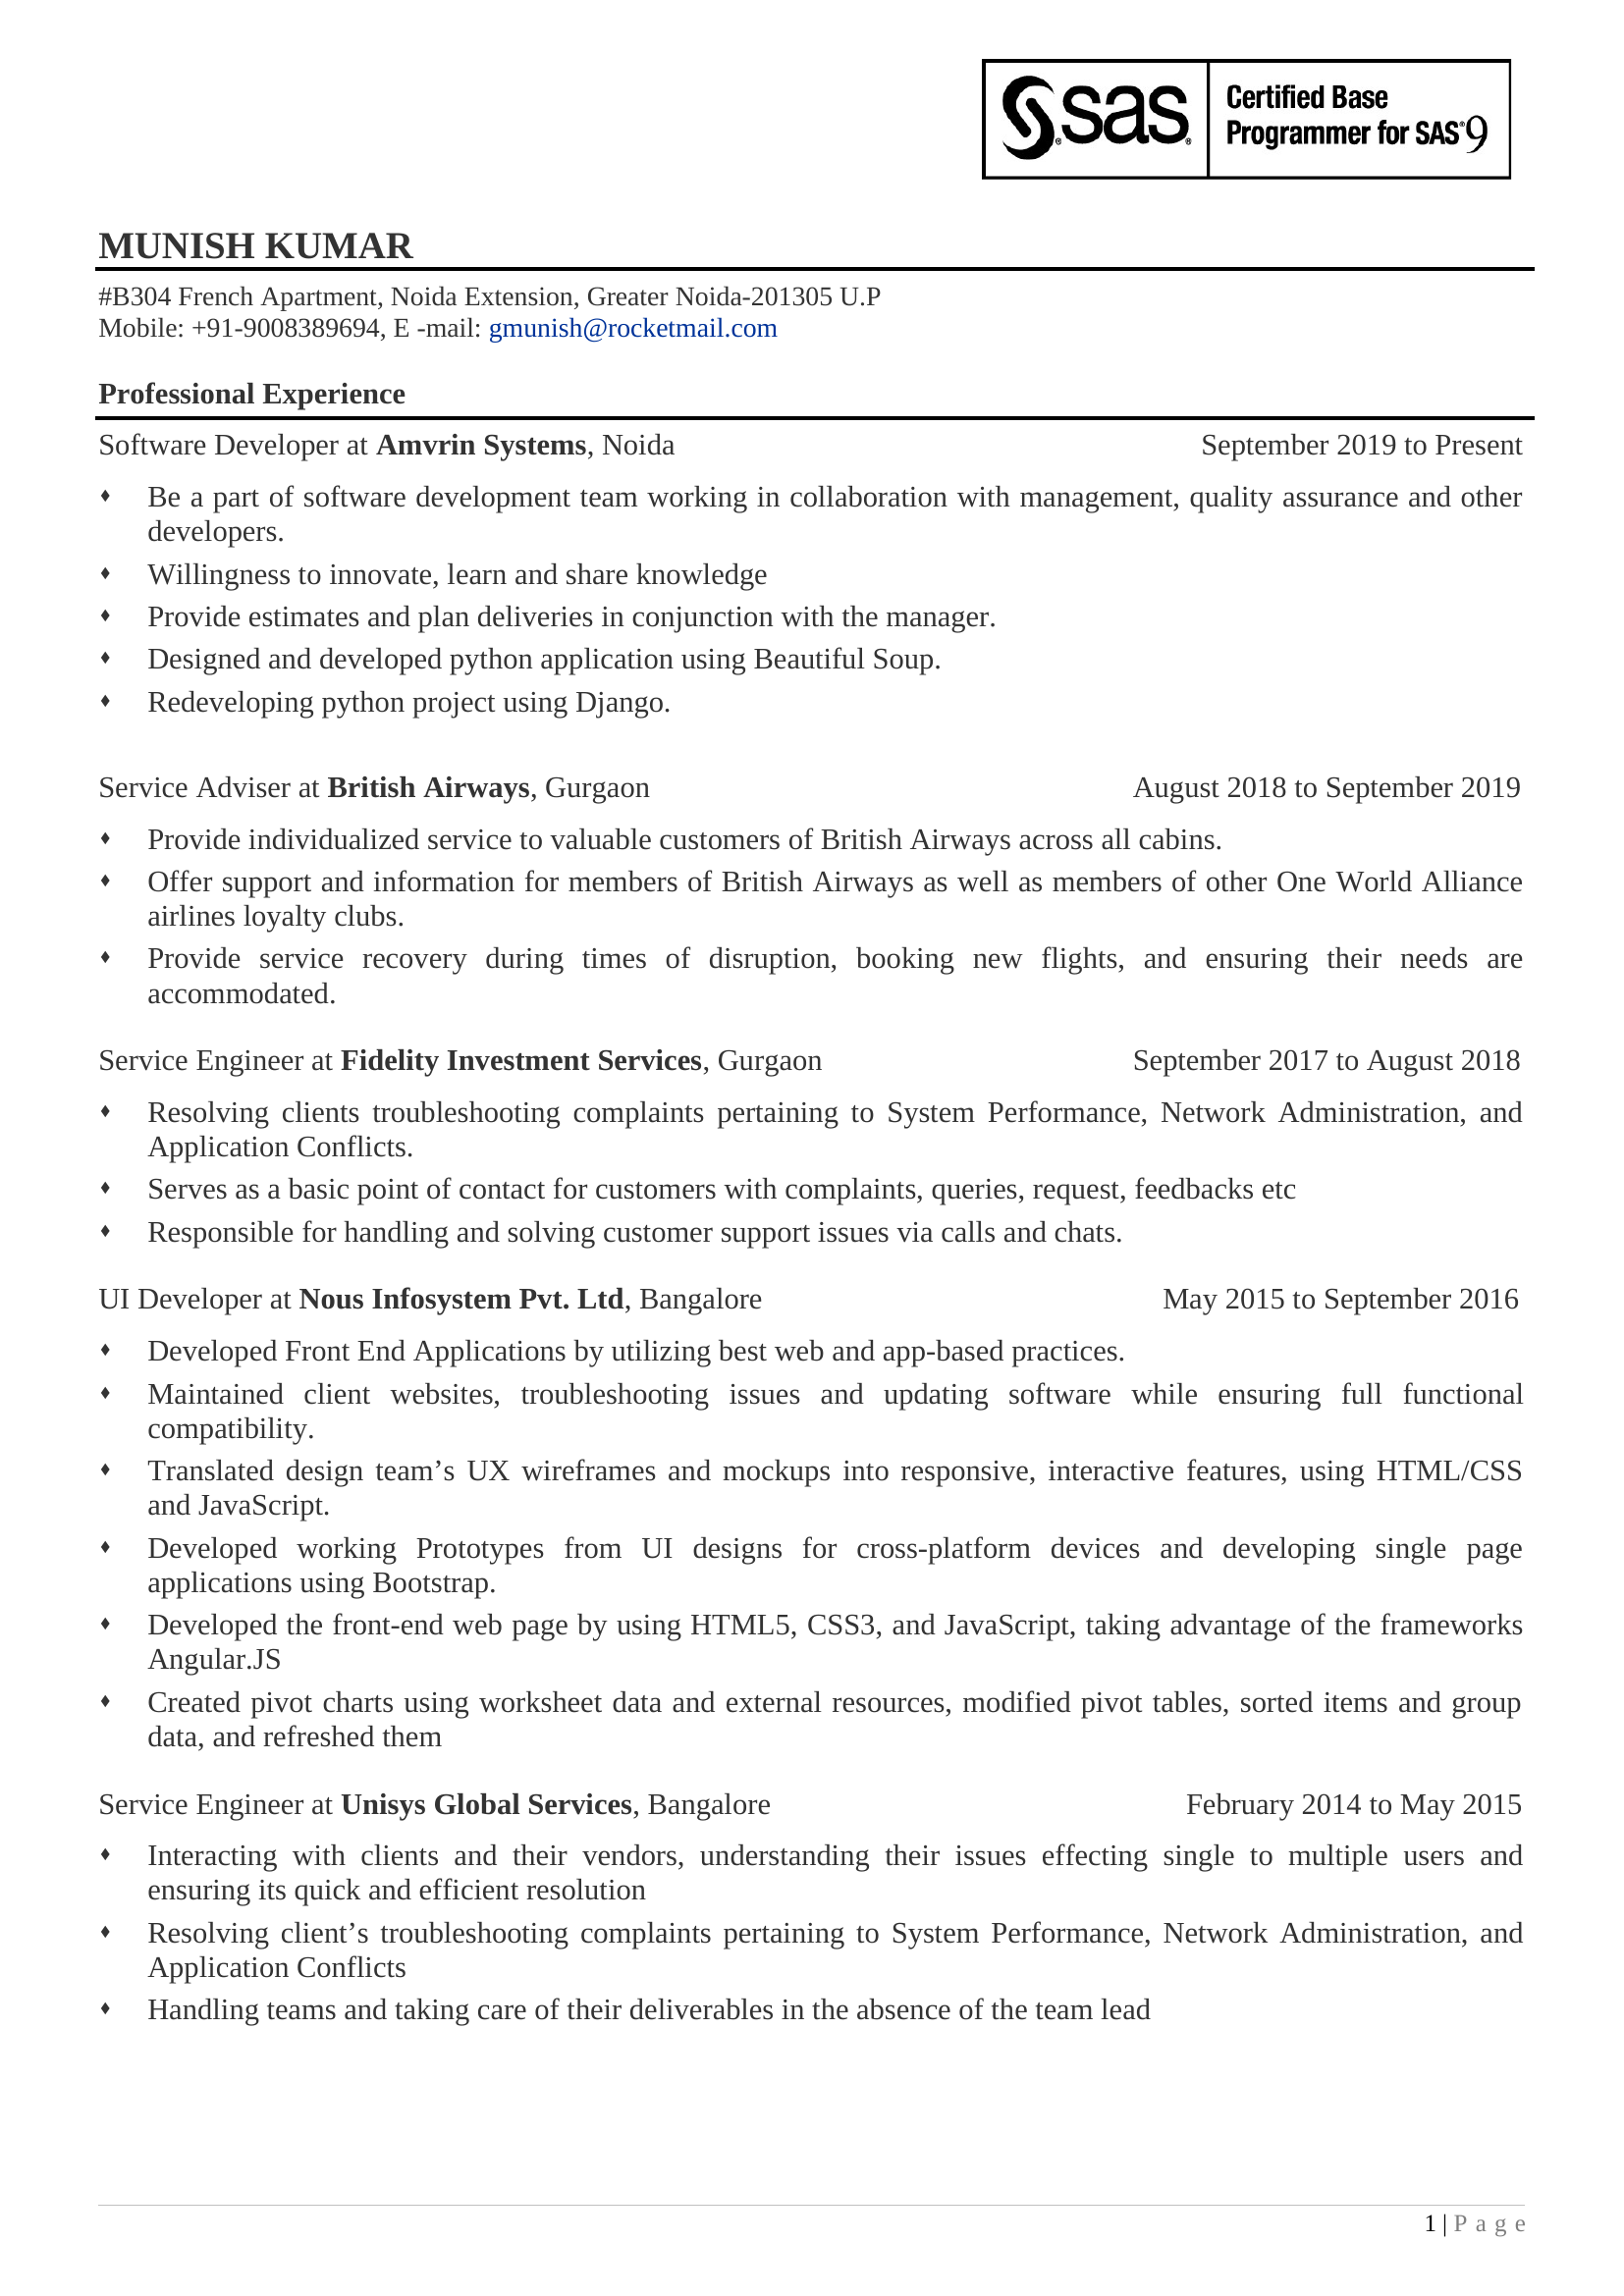 sas
Certified Base
Programmer for SAS®9
MUNISH KUMAR
#B304 French Apartment, Noida Extension, Greater Noida-201305 U.P
Mobile: +91-9008389694, E -mail: gmunish@rocketmail.com
Professional Experience
Software Developer at Amvrin Systems, Noida September 2019 to Present
♦ Be a part of software development team working in collaboration with management, quality assurance and other
developers.
♦ Willingness to innovate, learn and share knowledge
♦ Provide estimates and plan deliveries in conjunction with the manager.
♦ Designed and developed python application using Beautiful Soup.
♦ Redeveloping python project using Django.
Service Adviser at British Airways, Gurgaon August 2018 to September 2019
♦ Provide individualized service to valuable customers of British Airways across all cabins.
♦ Offer support and information for members of British Airways as well as members of other One World Alliance
airlines loyalty clubs.
♦ Provide service recovery during times of disruption, booking new flights, and ensuring their needs are
accommodated.
Service Engineer at Fidelity Investment Services, Gurgaon September 2017 to August 2018
♦ Resolving clients troubleshooting complaints pertaining to System Performance, Network Administration, and
Application Conflicts.
♦ Serves as a basic point of contact for customers with complaints, queries, request, feedbacks etc
♦ Responsible for handling and solving customer support issues via calls and chats.
UI Developer at Nous Infosystem Pvt. Ltd, Bangalore May 2015 to September 2016
♦ Developed Front End Applications by utilizing best web and app-based practices.
♦ Maintained client websites, troubleshooting issues and updating software while ensuring full functional
compatibility.
♦ Translated design team’s UX wireframes and mockups into responsive, interactive features, using HTML/CSS
and JavaScript.
♦ Developed working Prototypes from UI designs for cross-platform devices and developing single page
applications using Bootstrap.
♦ Developed the front-end web page by using HTML5, CSS3, and JavaScript, taking advantage of the frameworks
Angular.JS
♦ Created pivot charts using worksheet data and external resources, modified pivot tables, sorted items and group
data, and refreshed them
Service Engineer at Unisys Global Services, Bangalore February 2014 to May 2015
♦ Interacting with clients and their vendors, understanding their issues effecting single to multiple users and
ensuring its quick and efficient resolution
♦ Resolving client’s troubleshooting complaints pertaining to System Performance, Network Administration, and
Application Conflicts
♦ Handling teams and taking care of their deliverables in the absence of the team lead
1 | Page